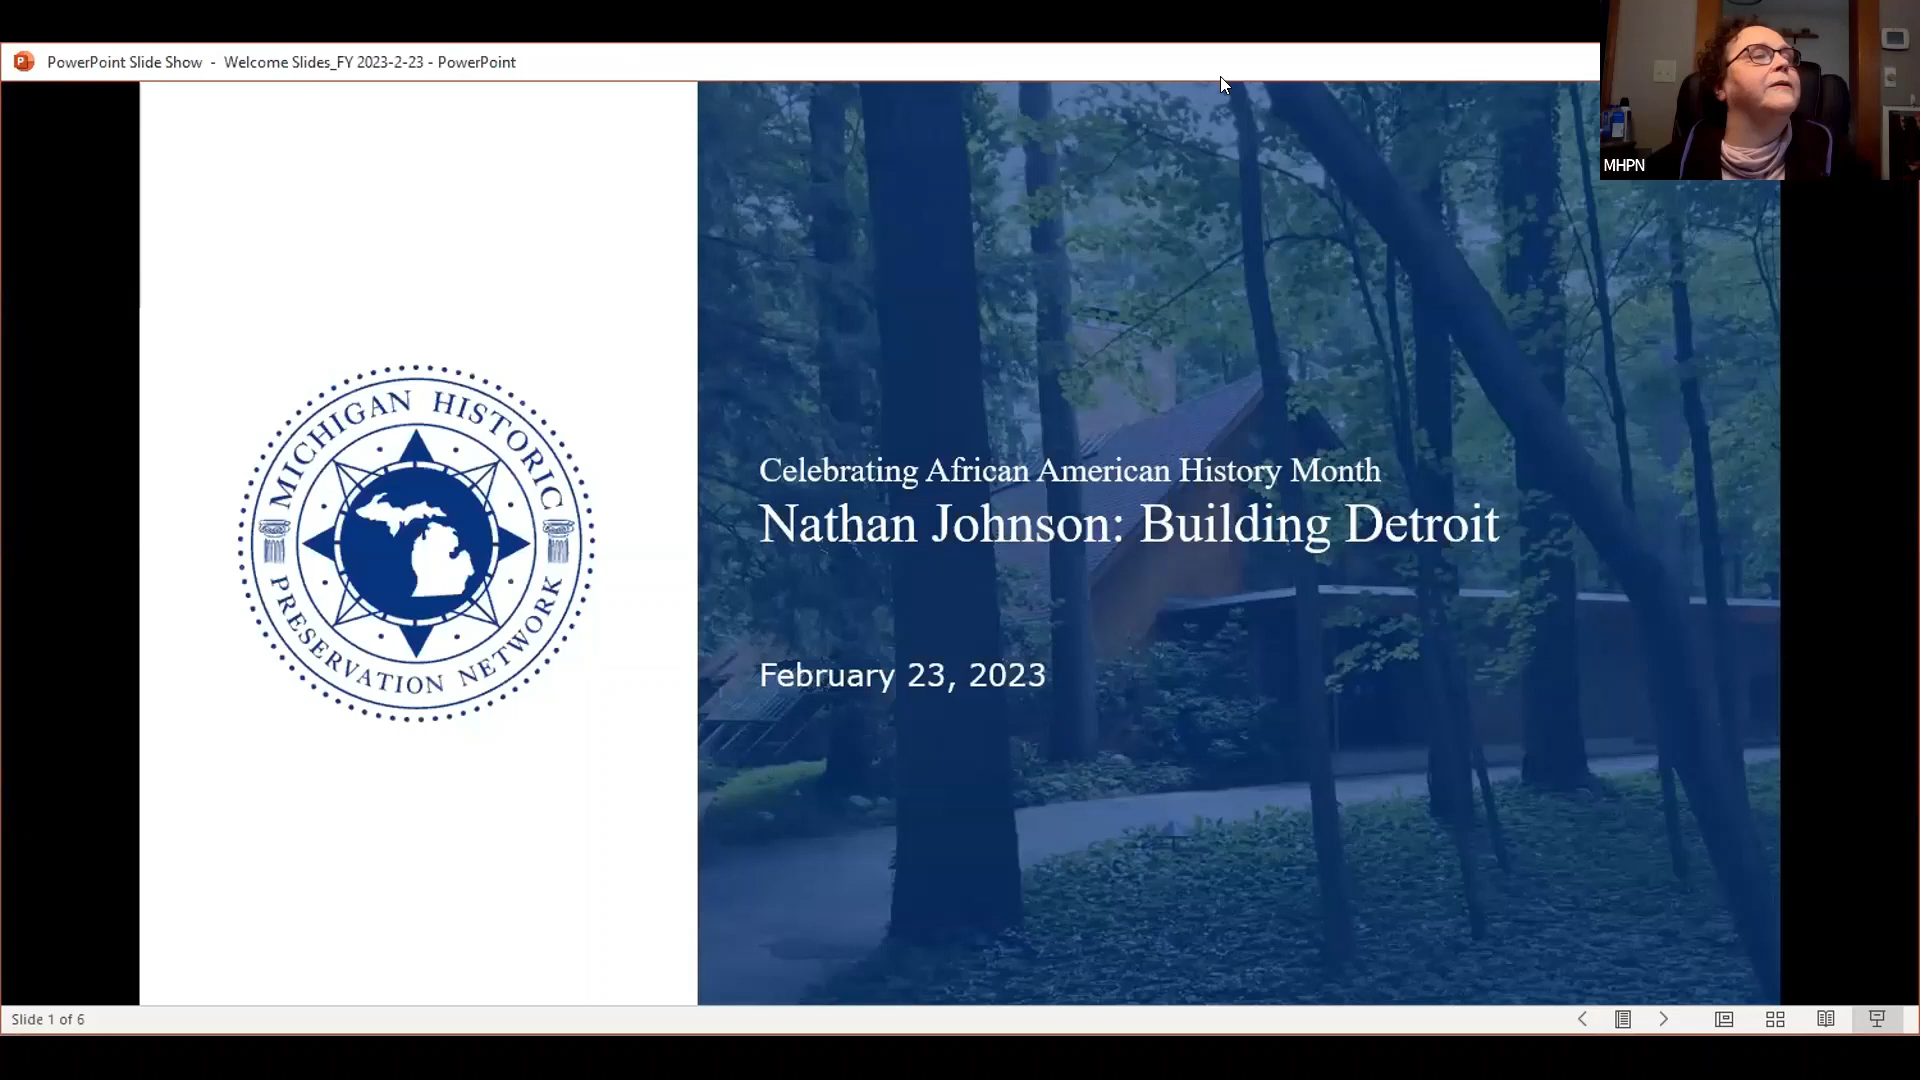 PowerPoint Slide Show - Welcome Slides_FY 2023-2-23 - PowerPoint
MHPN
MICHIGAN HISTORIC
PRESERVATION NETWORK
Celebrating African American History Month
Nathan Johnson: Building Detroit
February 23, 2023
Slide 1 of 6